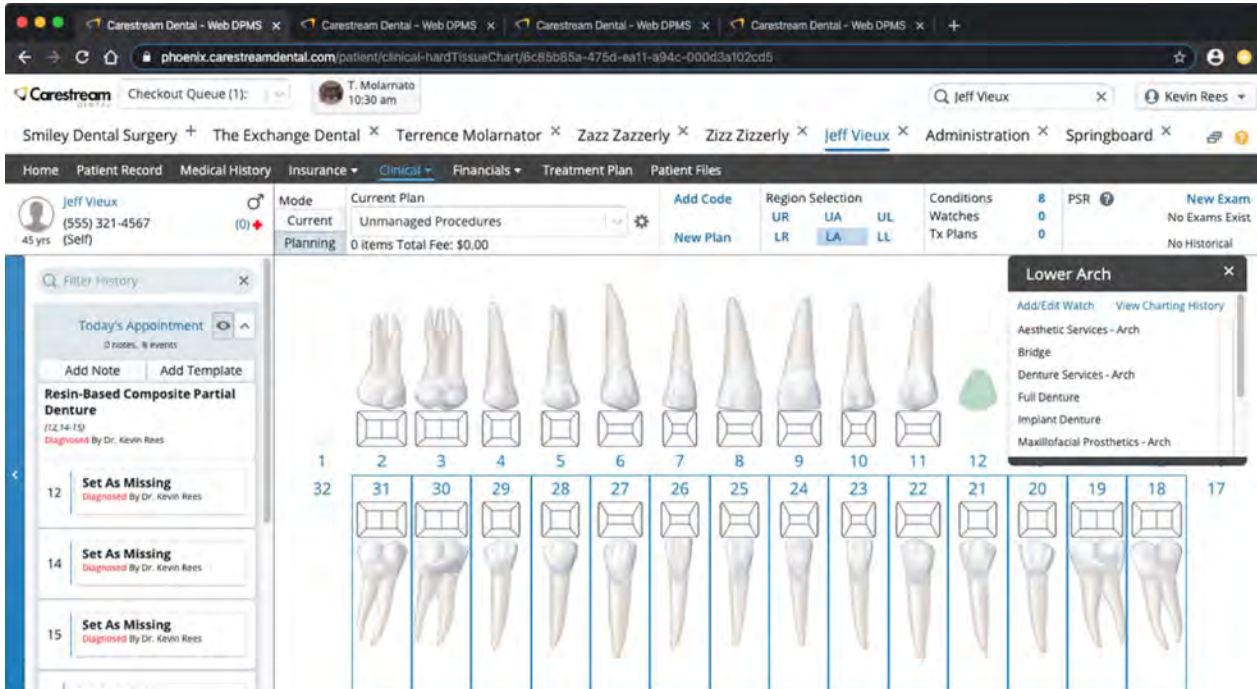 Carestream Dental - Web DPMS × Carestream Dental - Web DPMS × Carestream Dental - Web DPMS × Carestream Dental - Web DPMS × +
phoenix.carestreamdental.com/patient/clinical-hardTissueChart/6c85b85a-475d-ea11-a94c-000d3a102cd5
Carestream DENTAL Checkout Queue (1): T. Molarnato Jeff Vieux × Kevin Rees
10:30 am
Smiley Dental Surgery + The Exchange Dental × Terrence Molarnator × Zazz Zazzerly × Zizz Zizzerly × Jeff Vieux × Administration × Springboard ×
Home Patient Record Medical History Insurance Clinical Financials Treatment Plan Patient Files
Jeff Vieux
(555) 321-4567 (0)
45 yrs (Self)
Mode
Current
Planning
Current Plan
Unmanaged Procedures
0 items Total Fee: $0.00
Add Code
New Plan
Region Selection
UR UA UL
LR LA LL
Conditions 8
Watches 0
Tx Plans 0
PSR ?
New Exam
No Exams Exist
No Historical
Filter History ×
Today's Appointment
0 notes, 8 events
Add Note Add Template
Resin-Based Composite Partial
Denture
(12,14-15)
Diagnosed By Dr. Kevin Rees
12 Set As Missing
Diagnosed By Dr. Kevin Rees
14 Set As Missing
Diagnosed By Dr. Kevin Rees
15 Set As Missing
Diagnosed By Dr. Kevin Rees
1 2 3 4 5 6 7 8 9 10 11 12
32 31 30 29 28 27 26 25 24 23 22 21 20 19 18 17
Lower Arch ×
Add/Edit Watch View Charting History
Aesthetic Services - Arch
Bridge
Denture Services - Arch
Full Denture
Implant Denture
Maxillofacial Prosthetics - Arch